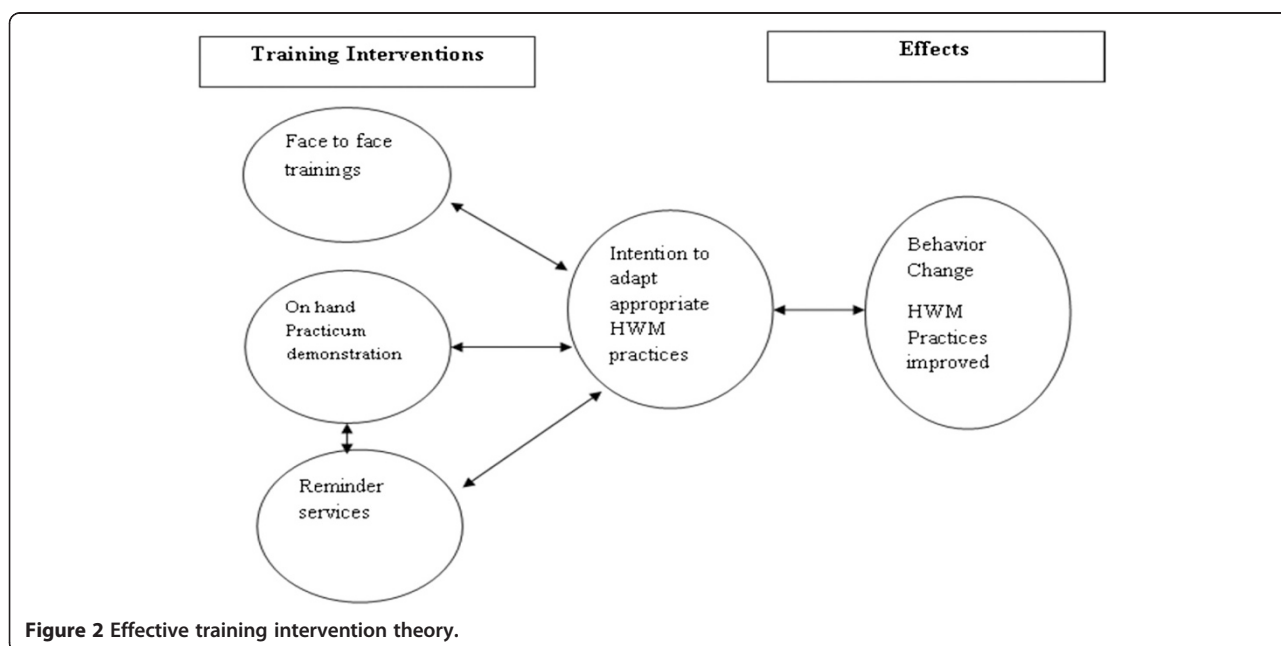 Training Interventions
Effects
Face to face
trainings
On hand
Practicum
demonstration
Reminder
services
Intention to
adapt
appropriate
HWM
practices
Behavior
Change
HWM
Practices
improved
Figure 2 Effective training intervention theory.